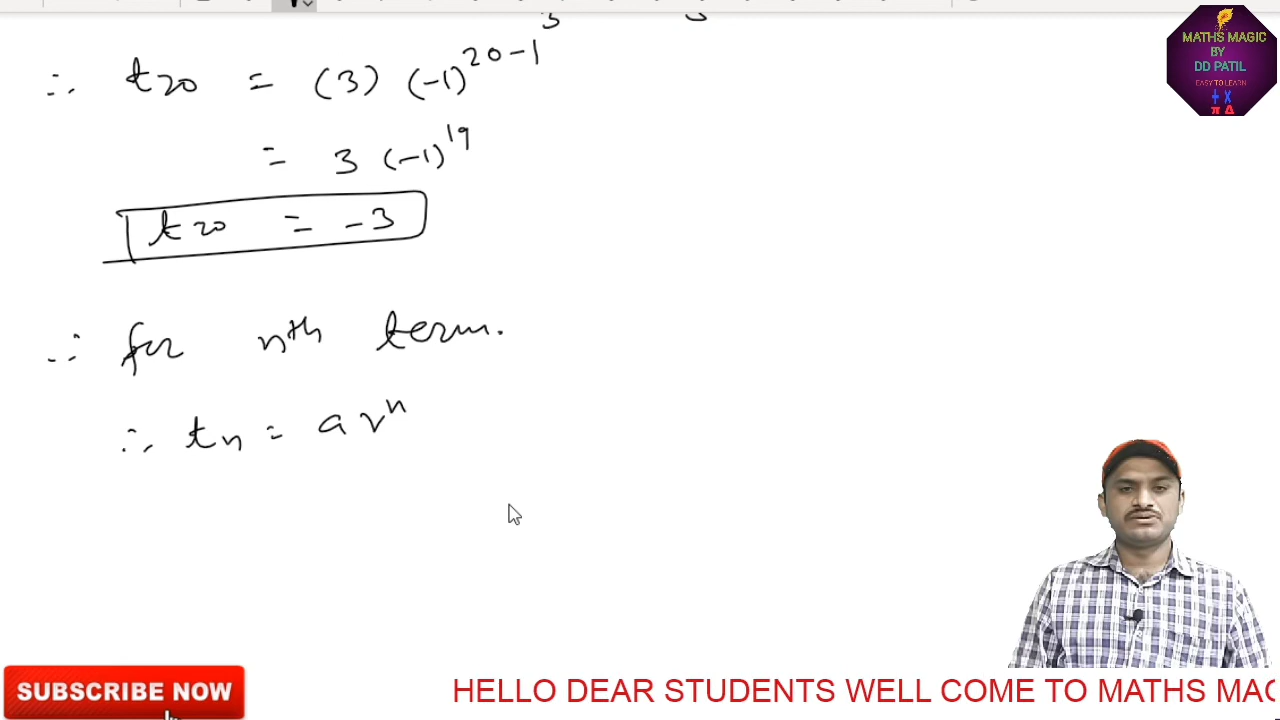 ∴ t20 = (3) (-1)^20-1
= 3 (-1)^19
t20 = -3
∴ for nth term.
∴ tn = a r^n
MATHS MAGIC
BY
DD PATIL
EASY TO LEARN
+ X
π Δ
SUBSCRIBE NOW
HELLO DEAR STUDENTS WELL COME TO MATHS MAG